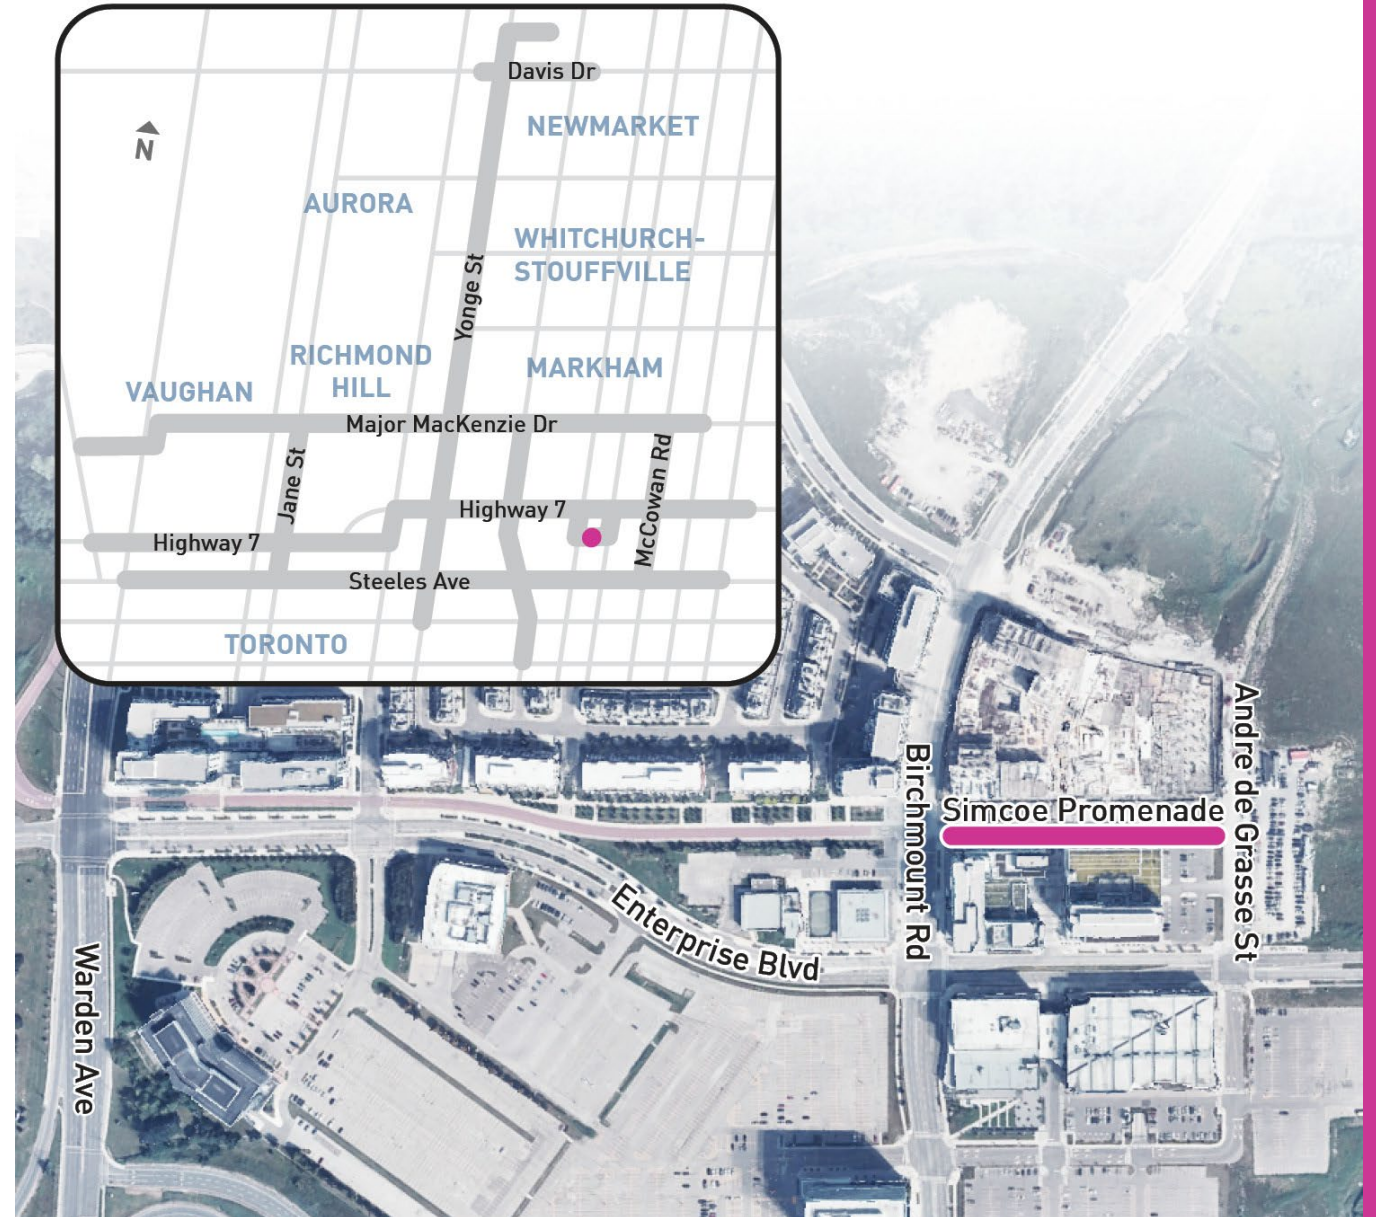 Davis Dr
NEWMARKET
N
AURORA
WHITCHURCH-
STOUFFVILLE
Yonge St
RICHMOND
HILL
MARKHAM
VAUGHAN
Major MacKenzie Dr
Jane St
McCowan Rd
Highway 7
Highway 7
Steeles Ave
TORONTO
Andre de Grasse St
Birchmount Rd
Simcoe Promenade
Enterprise Blvd
Warden Ave